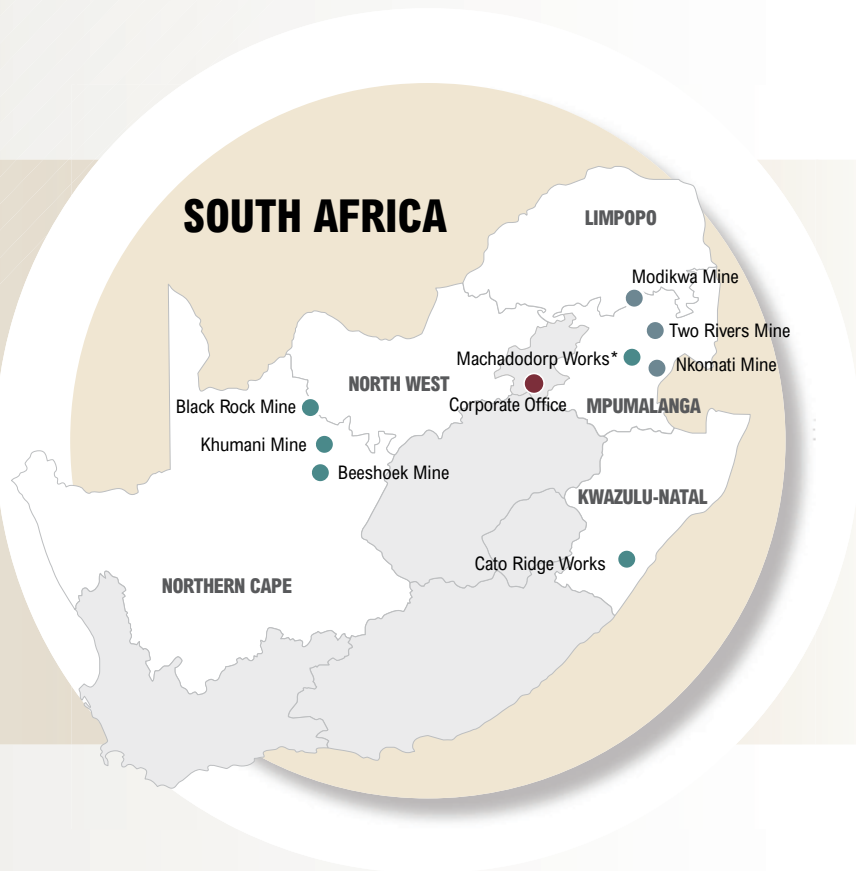 SOUTH AFRICA
LIMPOPO
Modikwa Mine
Two Rivers Mine
Machadodorp Works*
Nkomati Mine
NORTH WEST
Corporate Office
MPUMALANGA
Black Rock Mine
Khumani Mine
Beeshoek Mine
KWAZULU-NATAL
Cato Ridge Works
NORTHERN CAPE